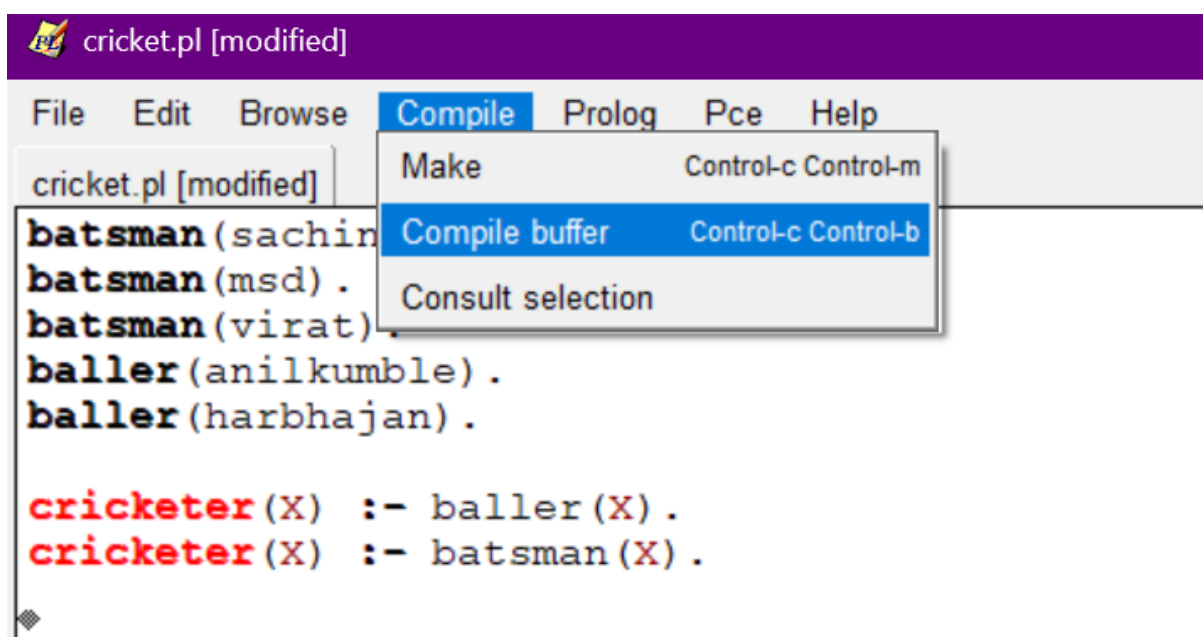 cricket.pl [modified]
File Edit Browse Compile Prolog Pce Help
cricket.pl [modified]
Make Control-c Control-m
Compile buffer Control-c Control-b
Consult selection
batsman(sachin
batsman(msd).
batsman(virat).
baller(anilkumble).
baller(harbhajan).
cricketer(X) :- baller(X).
cricketer(X) :- batsman(X).